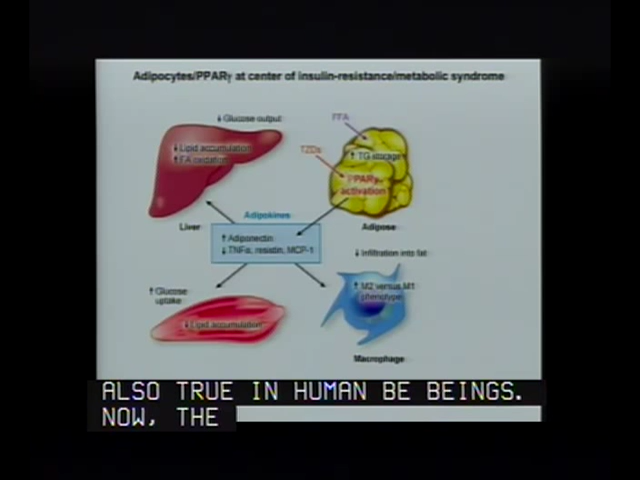 Adipocytes/PPARγ at center of insulin-resistance/metabolic syndrome
↓ Glucose output
FFA
↓ Lipid accumulation
↑ FA oxidation
TZDs
↑ TG storage
PPARγ
activation
Liver
Adipokines
Adipose
↑ Adiponectin
↓ TNFα, resistin, MCP-1
↓ Infiltration into fat
↑ Glucose
uptake
↑ M2 versus M1
phenotype
↓ Lipid accumulation
Macrophage
ALSO TRUE IN HUMAN BE BEINGS.
NOW, THE